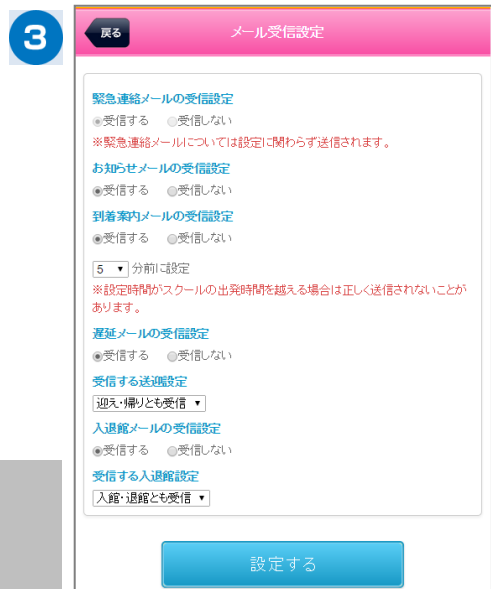 3
戻る
メール受信設定
緊急連絡メールの受信設定
受信する 受信しない
※緊急連絡メールについては設定に関わらず送信されます。
お知らせメールの受信設定
受信する 受信しない
到着案内メールの受信設定
受信する 受信しない
5 ▼ 分前に設定
※設定時間がスクールの出発時間を越える場合は正しく送信されないことが
あります。
遅延メールの受信設定
受信する 受信しない
受信する送迎設定
迎え・帰りとも受信 ▼
入退館メールの受信設定
受信する 受信しない
受信する入退館設定
入館・退館とも受信 ▼
設定する